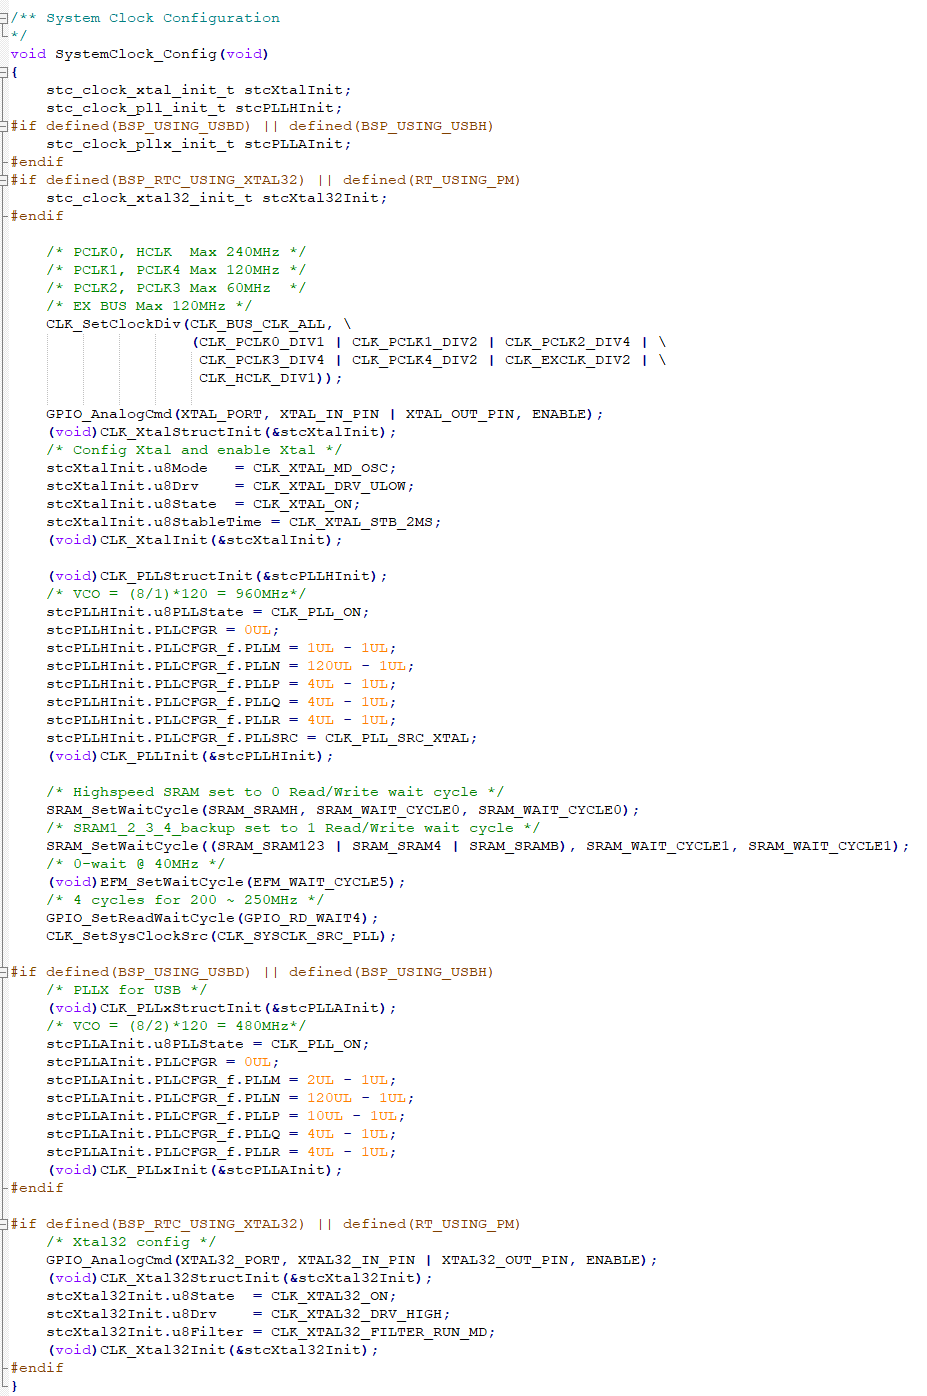 /** System Clock Configuration
*/
void SystemClock_Config(void)
{
    stc_clock_xtal_init_t stcXtalInit;
    stc_clock_pll_init_t stcPLLHInit;
#if defined(BSP_USING_USBD) || defined(BSP_USING_USBH)
    stc_clock_pllx_init_t stcPLLAInit;
#endif
#if defined(BSP_RTC_USING_XTAL32) || defined(RT_USING_PM)
    stc_clock_xtal32_init_t stcXtal32Init;
#endif

    /* PCLK0, HCLK  Max 240MHz */
    /* PCLK1, PCLK4 Max 120MHz */
    /* PCLK2, PCLK3 Max 60MHz  */
    /* EX BUS Max 120MHz */
    CLK_SetClockDiv(CLK_BUS_CLK_ALL, \
                    (CLK_PCLK0_DIV1 | CLK_PCLK1_DIV2 | CLK_PCLK2_DIV4 | \
                     CLK_PCLK3_DIV4 | CLK_PCLK4_DIV2 | CLK_EXCLK_DIV2 | \
                     CLK_HCLK_DIV1));

    GPIO_AnalogCmd(XTAL_PORT, XTAL_IN_PIN | XTAL_OUT_PIN, ENABLE);
    (void)CLK_XtalStructInit(&stcXtalInit);
    /* Config Xtal and enable Xtal */
    stcXtalInit.u8Mode   = CLK_XTAL_MD_OSC;
    stcXtalInit.u8Drv    = CLK_XTAL_DRV_ULOW;
    stcXtalInit.u8State  = CLK_XTAL_ON;
    stcXtalInit.u8StableTime = CLK_XTAL_STB_2MS;
    (void)CLK_XtalInit(&stcXtalInit);

    (void)CLK_PLLStructInit(&stcPLLHInit);
    /* VCO = (8/1)*120 = 960MHz*/
    stcPLLHInit.u8PLLState = CLK_PLL_ON;
    stcPLLHInit.PLLCFGR = 0UL;
    stcPLLHInit.PLLCFGR_f.PLLM = 1UL - 1UL;
    stcPLLHInit.PLLCFGR_f.PLLN = 120UL - 1UL;
    stcPLLHInit.PLLCFGR_f.PLLP = 4UL - 1UL;
    stcPLLHInit.PLLCFGR_f.PLLQ = 4UL - 1UL;
    stcPLLHInit.PLLCFGR_f.PLLR = 4UL - 1UL;
    stcPLLHInit.PLLCFGR_f.PLLSRC = CLK_PLL_SRC_XTAL;
    (void)CLK_PLLInit(&stcPLLHInit);

    /* Highspeed SRAM set to 0 Read/Write wait cycle */
    SRAM_SetWaitCycle(SRAM_SRAMH, SRAM_WAIT_CYCLE0, SRAM_WAIT_CYCLE0);
    /* SRAM1_2_3_4_backup set to 1 Read/Write wait cycle */
    SRAM_SetWaitCycle((SRAM_SRAM123 | SRAM_SRAM4 | SRAM_SRAMB), SRAM_WAIT_CYCLE1, SRAM_WAIT_CYCLE1);
    /* 0-wait @ 40MHz */
    (void)EFM_SetWaitCycle(EFM_WAIT_CYCLE5);
    /* 4 cycles for 200 ~ 250MHz */
    GPIO_SetReadWaitCycle(GPIO_RD_WAIT4);
    CLK_SetSysClockSrc(CLK_SYSCLK_SRC_PLL);

#if defined(BSP_USING_USBD) || defined(BSP_USING_USBH)
    /* PLLX for USB */
    (void)CLK_PLLxStructInit(&stcPLLAInit);
    /* VCO = (8/2)*120 = 480MHz*/
    stcPLLAInit.u8PLLState = CLK_PLL_ON;
    stcPLLAInit.PLLCFGR = 0UL;
    stcPLLAInit.PLLCFGR_f.PLLM = 2UL - 1UL;
    stcPLLAInit.PLLCFGR_f.PLLN = 120UL - 1UL;
    stcPLLAInit.PLLCFGR_f.PLLP = 10UL - 1UL;
    stcPLLAInit.PLLCFGR_f.PLLQ = 4UL - 1UL;
    stcPLLAInit.PLLCFGR_f.PLLR = 4UL - 1UL;
    (void)CLK_PLLxInit(&stcPLLAInit);
#endif

#if defined(BSP_RTC_USING_XTAL32) || defined(RT_USING_PM)
    /* Xtal32 config */
    GPIO_AnalogCmd(XTAL32_PORT, XTAL32_IN_PIN | XTAL32_OUT_PIN, ENABLE);
    (void)CLK_Xtal32StructInit(&stcXtal32Init);
    stcXtal32Init.u8State  = CLK_XTAL32_ON;
    stcXtal32Init.u8Drv    = CLK_XTAL32_DRV_HIGH;
    stcXtal32Init.u8Filter = CLK_XTAL32_FILTER_RUN_MD;
    (void)CLK_Xtal32Init(&stcXtal32Init);
#endif
}